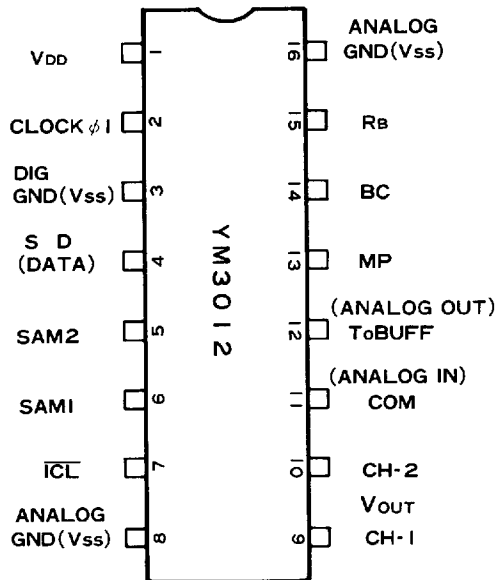 VDD
1
CLOCK φ1
2
DIG
GND(Vss)
3
S D
(DATA)
4
SAM2
5
SAM1
6
ICL
7
ANALOG
GND(Vss)
8
YM3012
ANALOG
GND(Vss)
16
RB
15
BC
14
MP
13
(ANALOG OUT)
ToBUFF
12
(ANALOG IN)
COM
11
CH-2
10
VOUT
CH-1
9